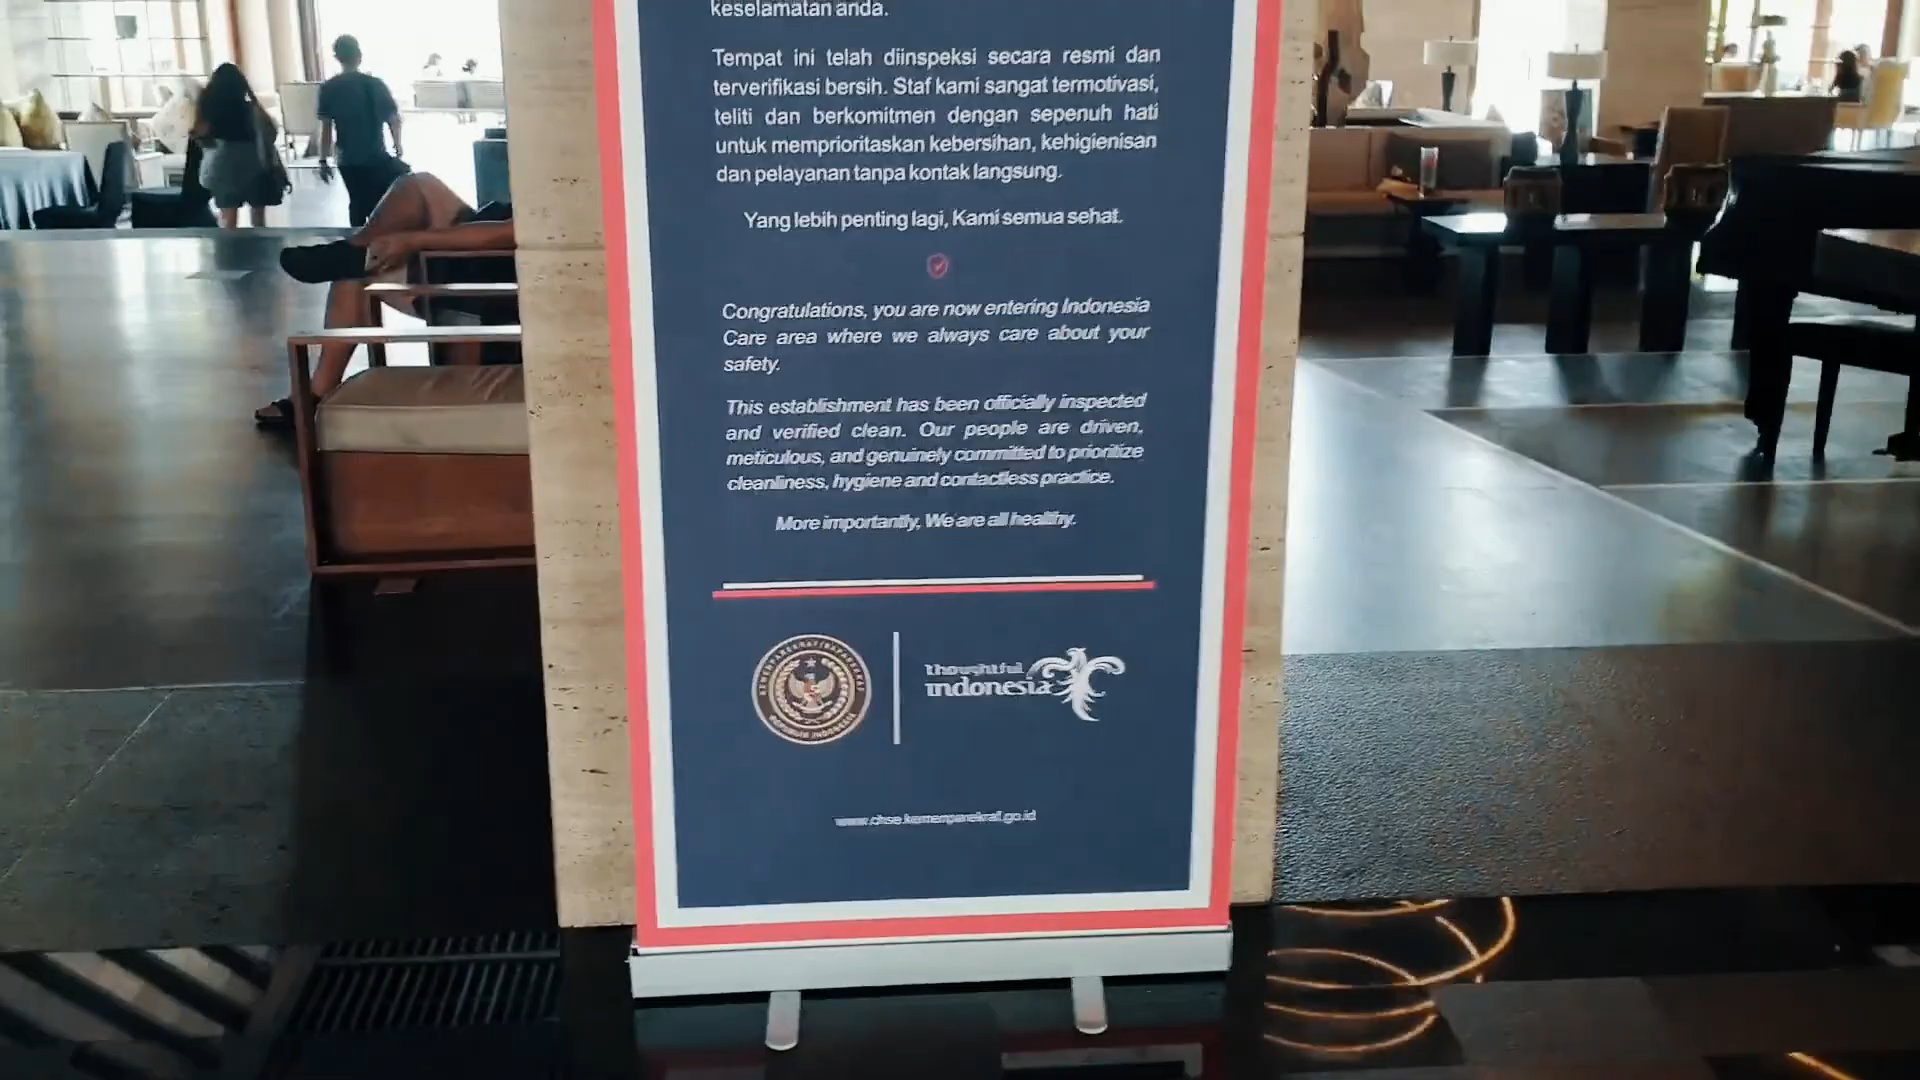 keselamatan anda.
Tempat ini telah diinspeksi secara resmi dan
terverifikasi bersih. Staf kami sangat termotivasi,
teliti dan berkomitmen dengan sepenuh hati
untuk memprioritaskan kebersihan, kehigienisan
dan pelayanan tanpa kontak langsung.
Yang lebih penting lagi, Kami semua sehat.
Congratulations, you are now entering Indonesia
Care area where we always care about your
safety.
This establishment has been officially inspected
and verified clean. Our people are driven,
meticulous, and genuinely committed to prioritize
cleanliness, hygiene and contactless practice.
More importantly, We are all healthy.
KEMENPAREKRAF/BAPAREKRAF
REPUBLIK INDONESIA
thoughtful
indonesia
www.chse.kemenparekraf.go.id